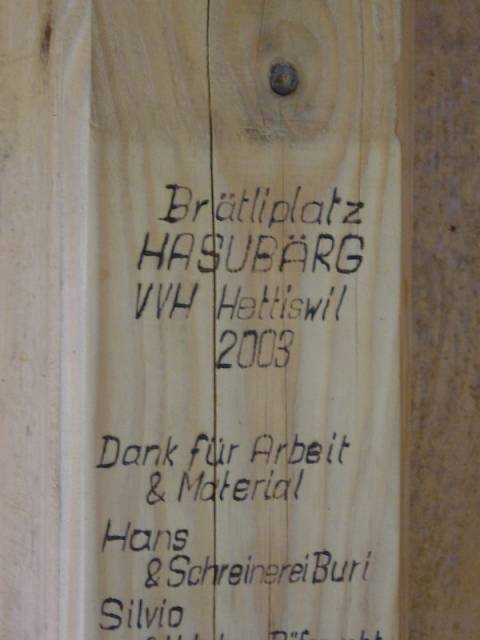 Brätliplatz
HASUBÄRG
VVH Hettiswil
2003
Dank für Arbeit
& Material
Hans
& Schreinerei Buri
Silvio